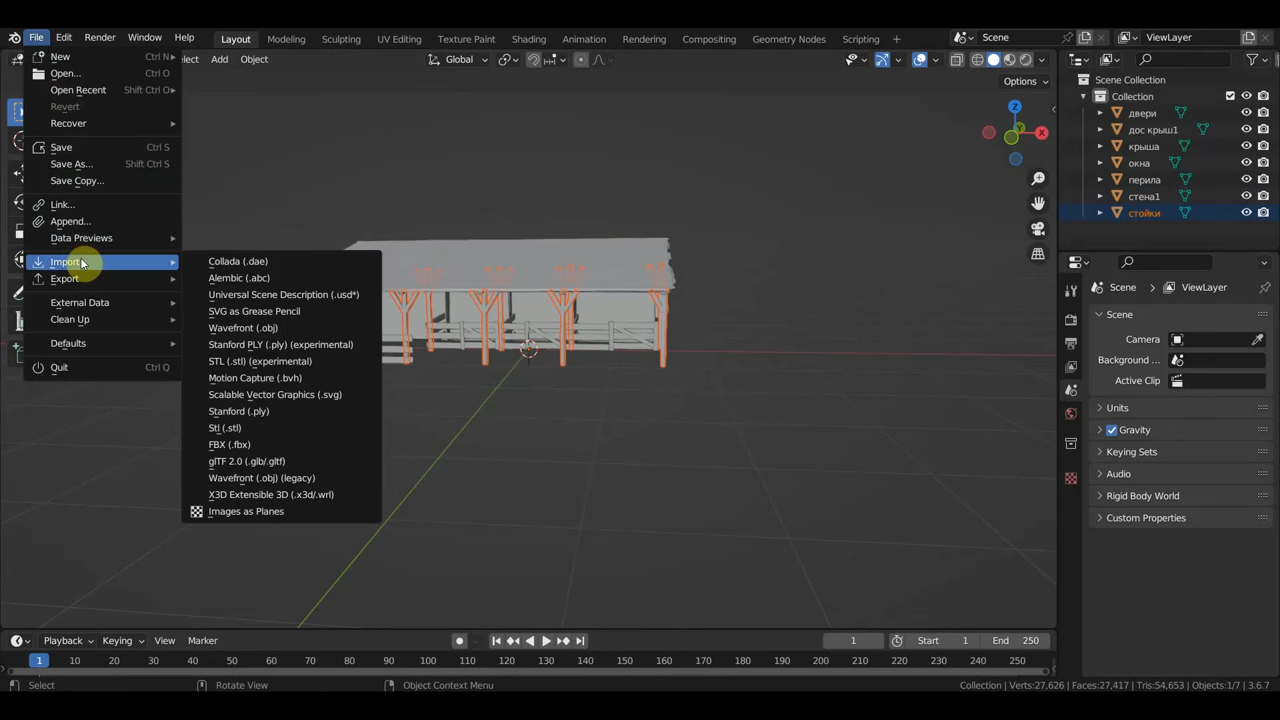 File Edit Render Window Help Layout Modeling Sculpting UV Editing Texture Paint Shading Animation Rendering Compositing Geometry Nodes Scripting Scene ViewLayer
Add Object Global
Options
New Ctrl N
Open... Ctrl O
Open Recent Shift Ctrl O
Revert
Recover
Save Ctrl S
Save As... Shift Ctrl S
Save Copy...
Link...
Append...
Data Previews
Import
Export
External Data
Clean Up
Defaults
Quit Ctrl Q
Collada (.dae)
Alembic (.abc)
Universal Scene Description (.usd*)
SVG as Grease Pencil
Wavefront (.obj)
Stanford PLY (.ply) (experimental)
STL (.stl) (experimental)
Motion Capture (.bvh)
Scalable Vector Graphics (.svg)
Stanford (.ply)
Stl (.stl)
FBX (.fbx)
glTF 2.0 (.glb/.gltf)
Wavefront (.obj) (legacy)
X3D Extensible 3D (.x3d/.wrl)
Images as Planes
Z
X
Y
Scene Collection
Collection
двери
дос крыш1
крыша
окна
перила
стена1
стойки
Scene ViewLayer
Scene
Camera
Background ...
Active Clip
Units
Gravity
Keying Sets
Audio
Rigid Body World
Custom Properties
Playback Keying View Marker 1 Start 1 End 250
1 10 20 30 40 50 60 70 80 90 100 110 120 130 140 150 160 170 180 190 200 210 220 230 240 250
Select Rotate View Object Context Menu Collection | Verts:27,626 | Faces:27,417 | Tris:54,653 | Objects:1/7 | 3.6.7